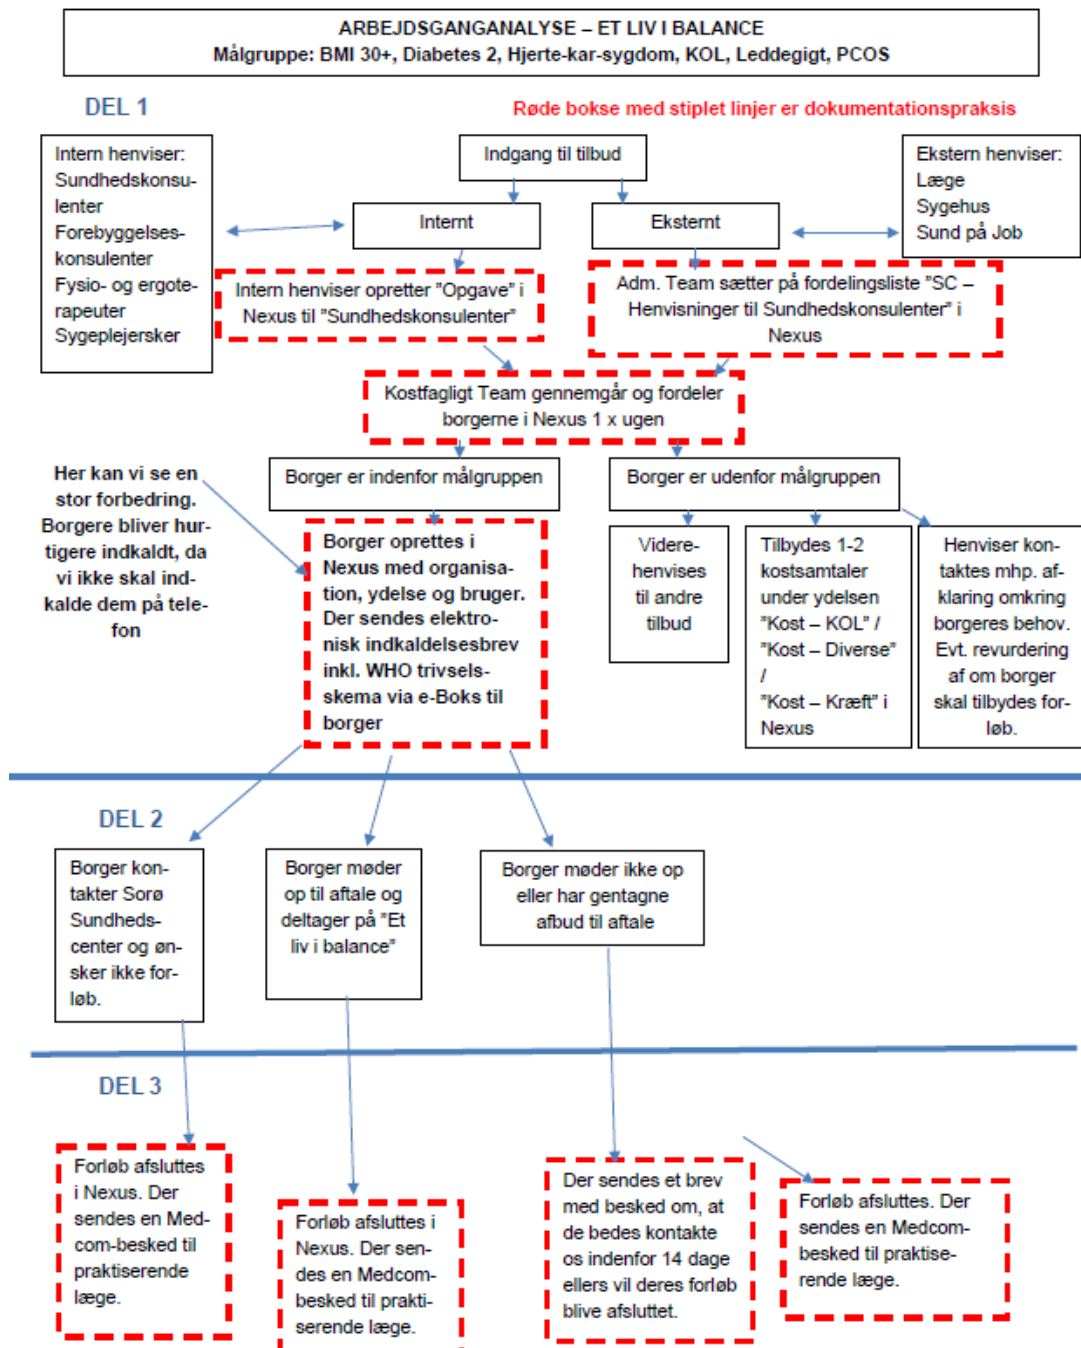 ARBEJDSGANGANALYSE – ET LIV I BALANCE
Målgruppe: BMI 30+, Diabetes 2, Hjerte-kar-sygdom, KOL, Leddegigt, PCOS
DEL 1
Røde bokse med stiplet linjer er dokumentationspraksis
Intern henviser:
Sundhedskonsu-
lenter
Forebyggelses-
konsulenter
Fysio- og ergote-
rapeuter
Sygeplejersker
Indgang til tilbud
Ekstern henviser:
Læge
Sygehus
Sund på Job
Internt
Eksternt
Intern henviser opretter "Opgave" i
Nexus til "Sundhedskonsulenter"
Adm. Team sætter på fordelingsliste "SC –
Henvisninger til Sundhedskonsulenter" i
Nexus
Kostfagligt Team gennemgår og fordeler
borgerne i Nexus 1 x ugen
Her kan vi se en
stor forbedring.
Borgere bliver hur-
tigere indkaldt, da
vi ikke skal ind-
kalde dem på tele-
fon
Borger er indenfor målgruppen
Borger er udenfor målgruppen
Borger oprettes i
Nexus med organisa-
tion, ydelse og bruger.
Der sendes elektro-
nisk indkaldelsesbrev
inkl. WHO trivsels-
skema via e-Boks til
borger
Videre-
henvises
til andre
tilbud
Tilbydes 1-2
kostsamtaler
under ydelsen
"Kost – KOL" /
"Kost – Diverse"
/
"Kost – Kræft" i
Nexus
Henviser kon-
taktes mhp. af-
klaring omkring
borgeres behov.
Evt. revurdering
af om borger
skal tilbydes for-
løb.
DEL 2
Borger kon-
takter Sorø
Sundheds-
center og øn-
sker ikke for-
løb.
Borger møder
op til aftale og
deltager på "Et
liv i balance"
Borger møder ikke op
eller har gentagne
afbud til aftale
DEL 3
Forløb afsluttes
i Nexus. Der
sendes en Med-
com-besked til
praktiserende
læge.
Forløb afsluttes i
Nexus. Der sen-
des en Medcom-
besked til prakti-
serende læge.
Der sendes et brev
med besked om, at
de bedes kontakte
os indenfor 14 dage
ellers vil deres forløb
blive afsluttet.
Forløb afsluttes. Der
sendes en Medcom-
besked til praktise-
rende læge.